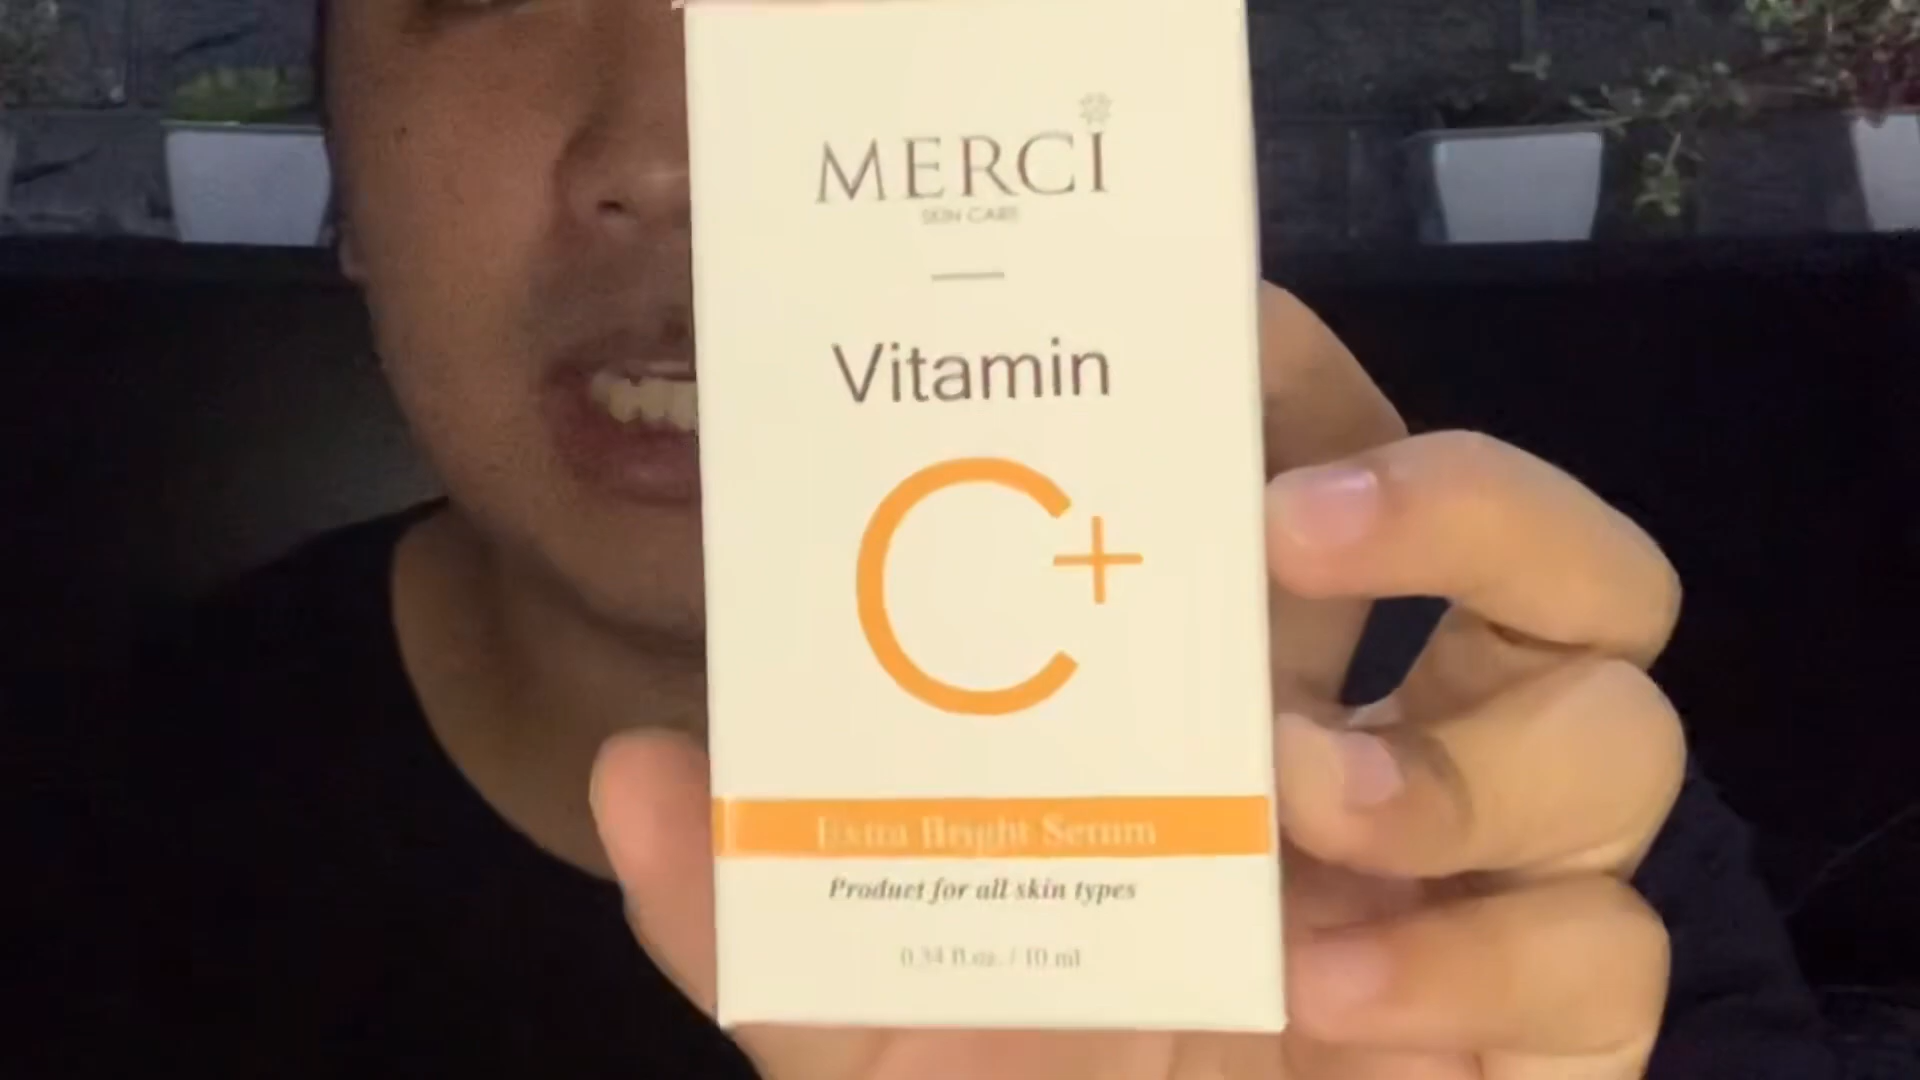 MERCI
SKIN CARE
Vitamin
C+
Extra Bright Serum
Product for all skin types
0.34 fl.oz. / 10 ml